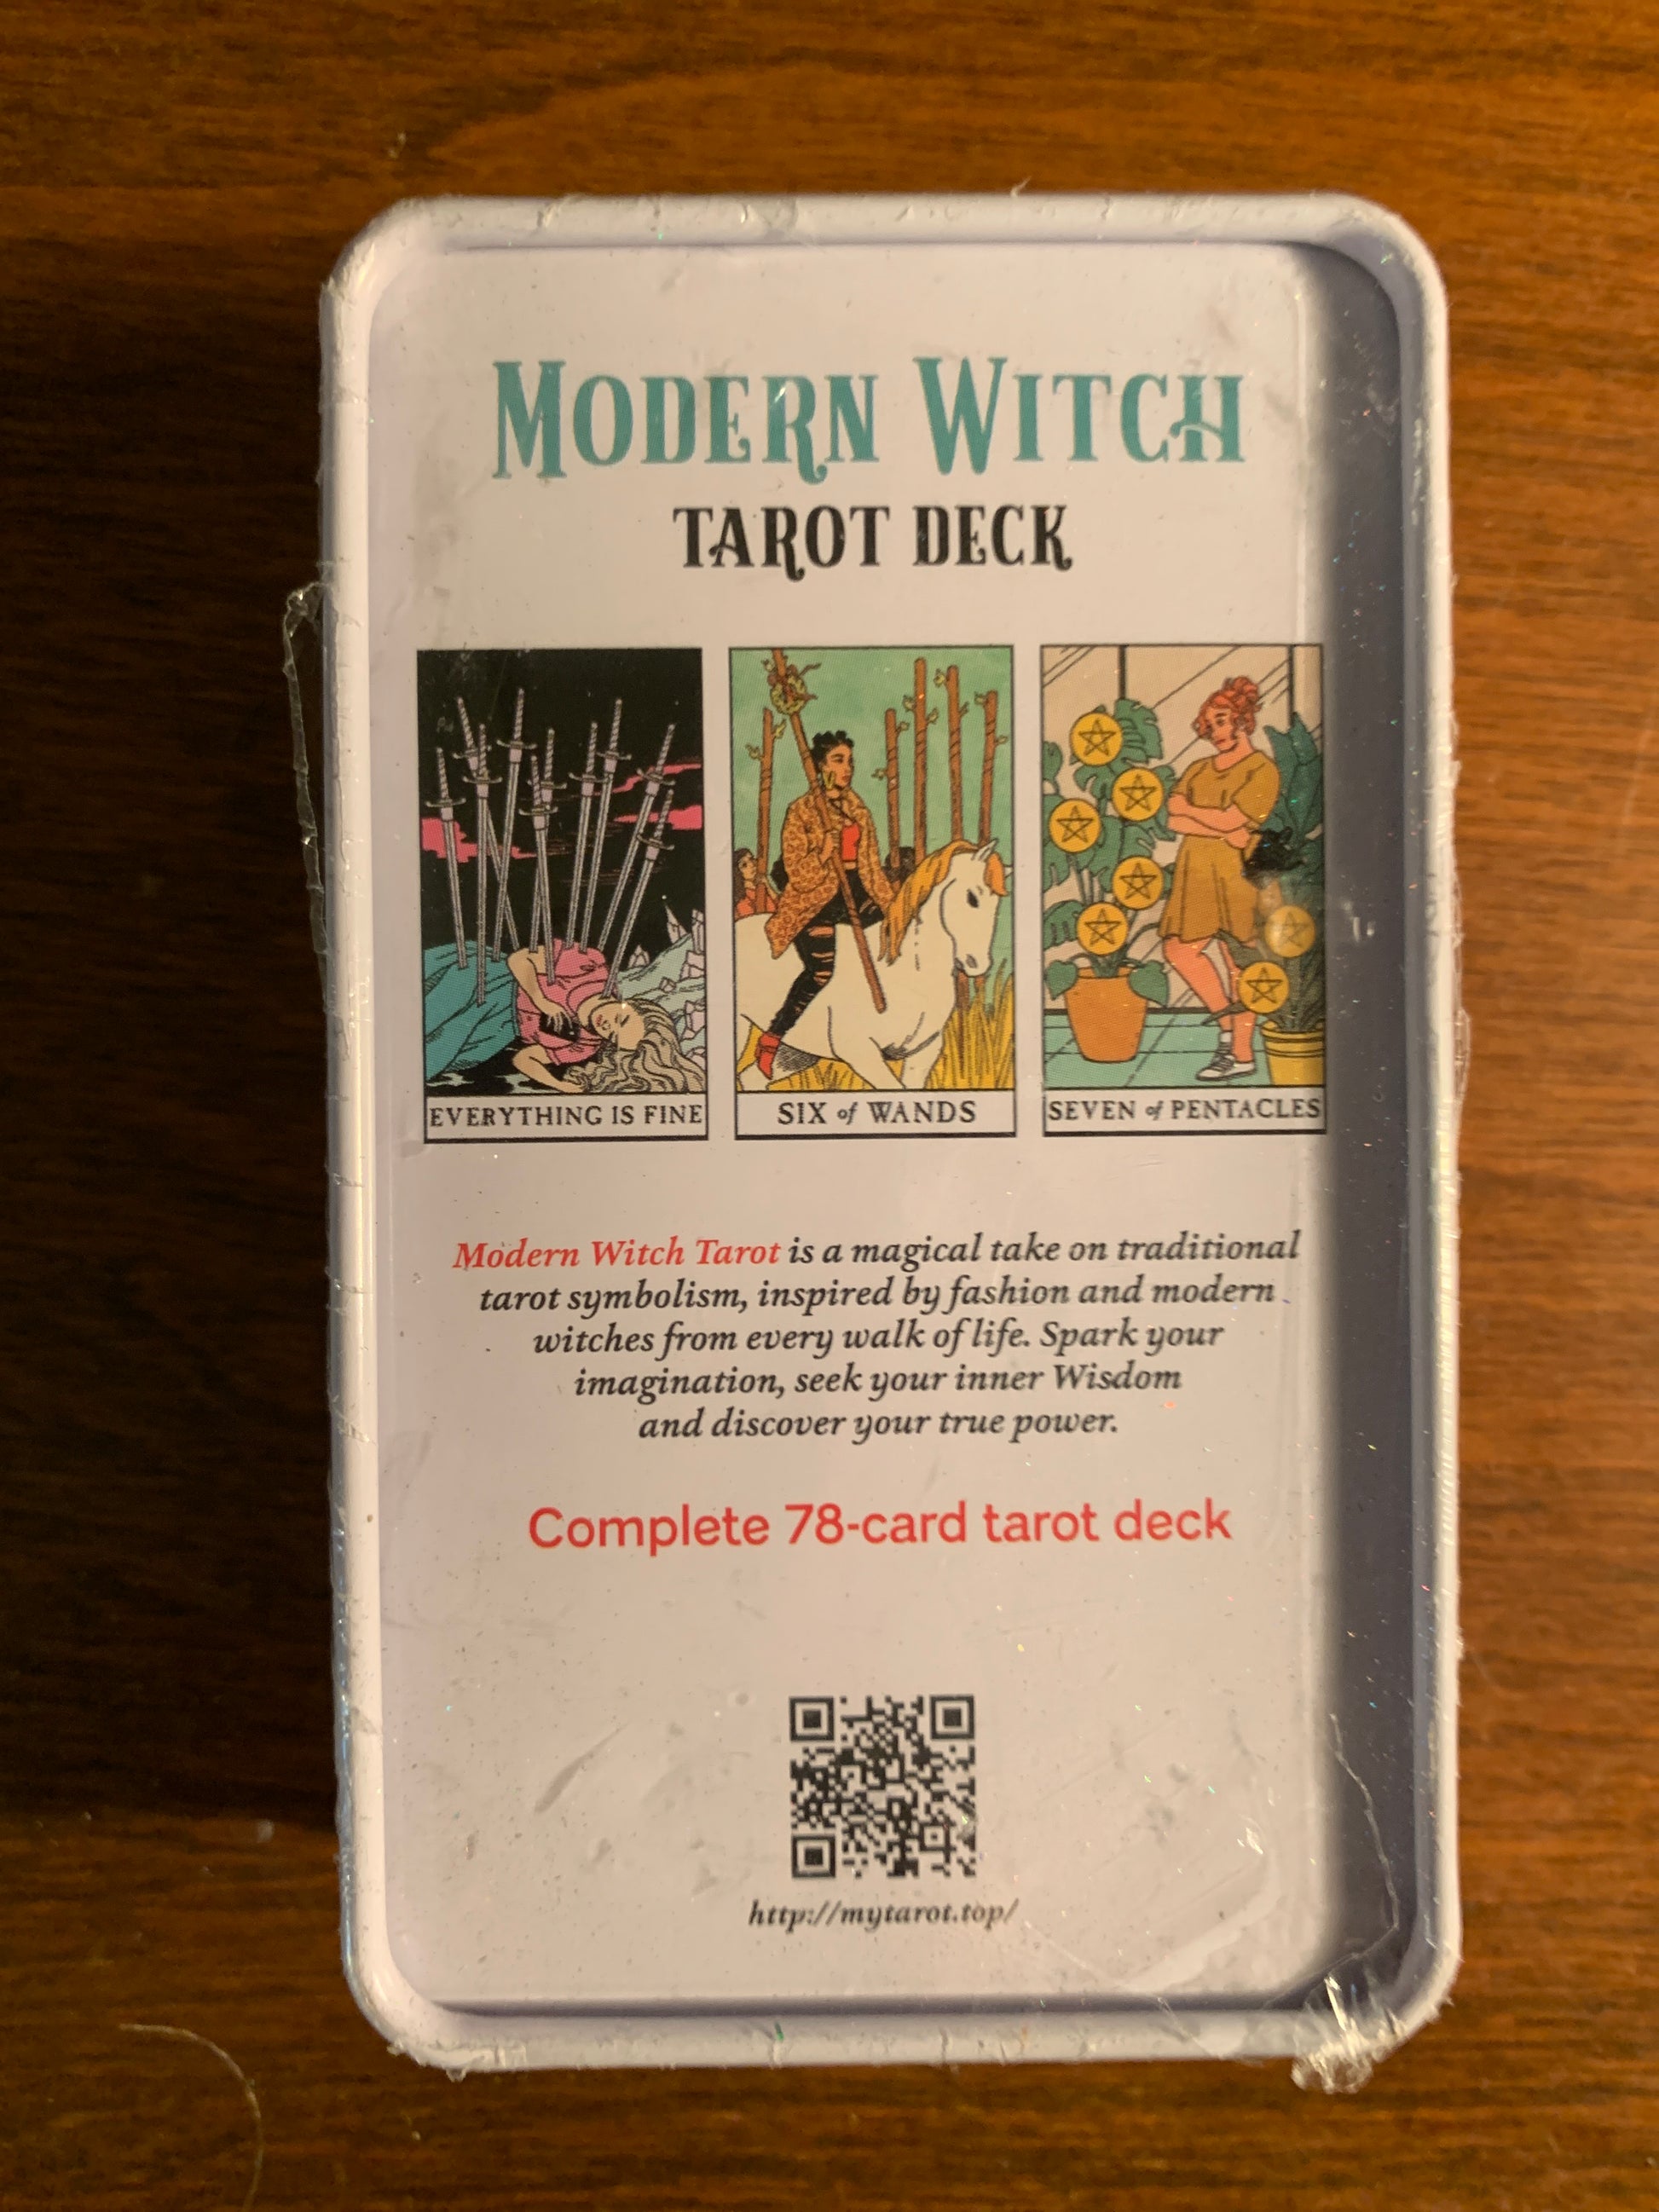 MODERN WITCH
TAROT DECK
EVERYTHING IS FINE
SIX of WANDS
SEVEN of PENTACLES
Modern Witch Tarot is a magical take on traditional
tarot symbolism, inspired by fashion and modern
witches from every walk of life. Spark your
imagination, seek your inner Wisdom
and discover your true power.
Complete 78-card tarot deck
http://mytarot.top/